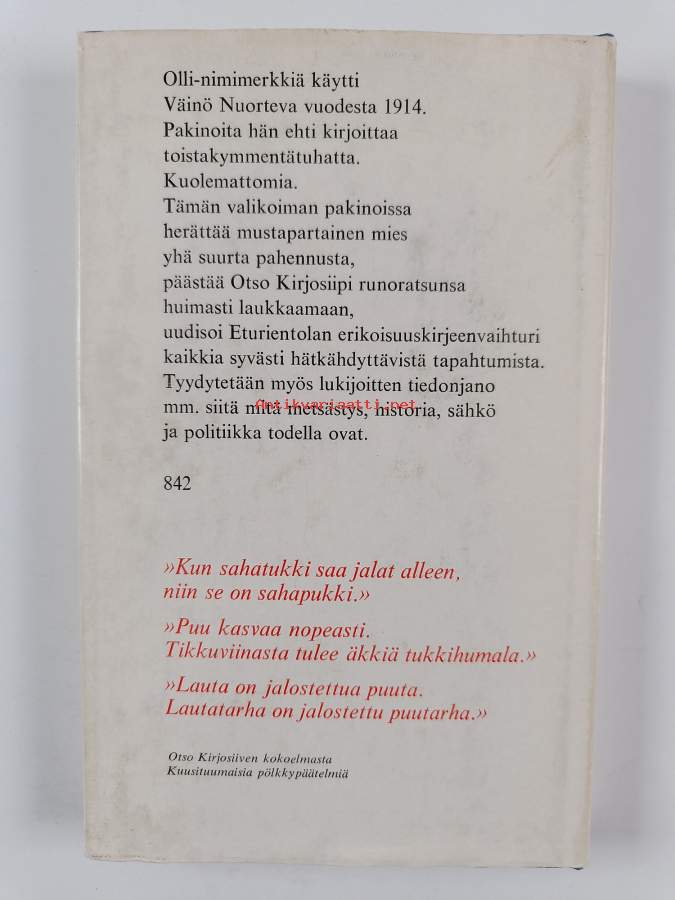 Olli-nimimerkkiä käytti
Väinö Nuorteva vuodesta 1914.
Pakinoita hän ehti kirjoittaa
toistakymmentätuhatta.
Kuolemattomia.
Tämän valikoiman pakinoissa
herättää mustapartainen mies
yhä suurta pahennusta,
päästää Otso Kirjosiipi runoratsunsa
huimasti laukkaamaan,
uudisoi Eturientolan erikoisuuskirjeenvaihturi
kaikkia syvästi hätkähdyttävistä tapahtumista.
Tyydytetään myös lukijoitten tiedonjano
mm. siitä mitä metsästys, historia, sähkö
Antikvariaatti.net
ja politiikka todella ovat.
842
»Kun sahatukki saa jalat alleen,
niin se on sahapukki.»
»Puu kasvaa nopeasti.
Tikkuviinasta tulee äkkiä tukkihumala.»
»Lauta on jalostettua puuta.
Lautatarha on jalostettu puutarha.»
Otso Kirjosiiven kokoelmasta
Kuusituumaisia pölkkypäätelmiä